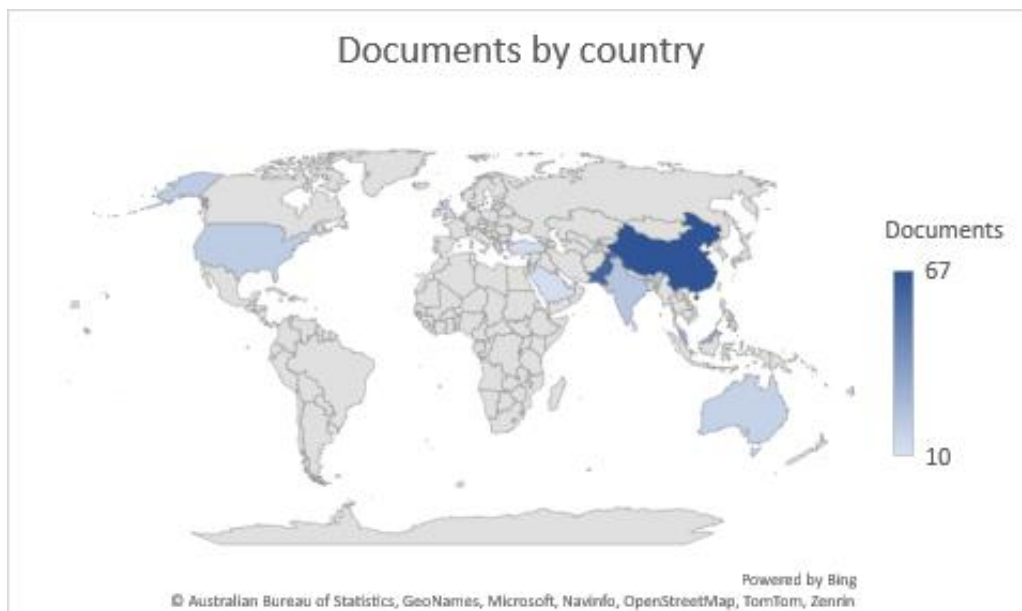 Documents by country
Documents
67
10
Powered by Bing
© Australian Bureau of Statistics, GeoNames, Microsoft, Navinfo, OpenStreetMap, TomTom, Zenrin